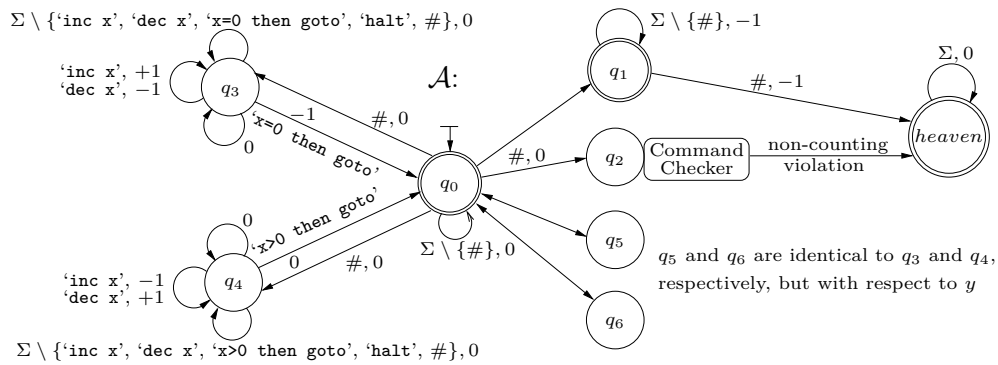 Σ \ {‘inc x’, ‘dec x’, ‘x=0 then goto’, ‘halt’, #}, 0
‘inc x’, +1
‘dec x’, −1
q3
0
−1
‘x=0 then goto’
#, 0
𝒜:
Σ \ {#}, −1
q1
#, −1
Σ, 0
heaven
q0
#, 0
q2
Command
Checker
non-counting
violation
Σ \ {#}, 0
0
‘x>0 then goto’
0
#, 0
‘inc x’, −1
‘dec x’, +1
q4
Σ \ {‘inc x’, ‘dec x’, ‘x>0 then goto’, ‘halt’, #}, 0
q5
q6
q5 and q6 are identical to q3 and q4,
respectively, but with respect to y